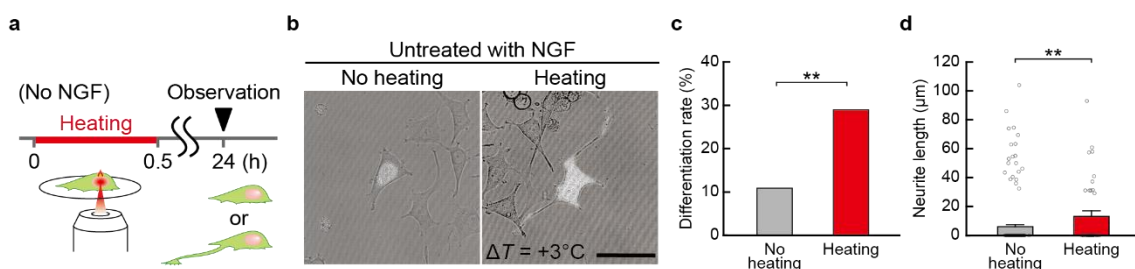 a
(No NGF)
Observation
Heating
0
0.5
24 (h)
or
b
Untreated with NGF
No heating
Heating
ΔT = +3°C
c
Differentiation rate (%)
40
30
20
10
0
**
No
heating
Heating
d
Neurite length (µm)
120
100
80
60
40
20
0
**
No
heating
Heating